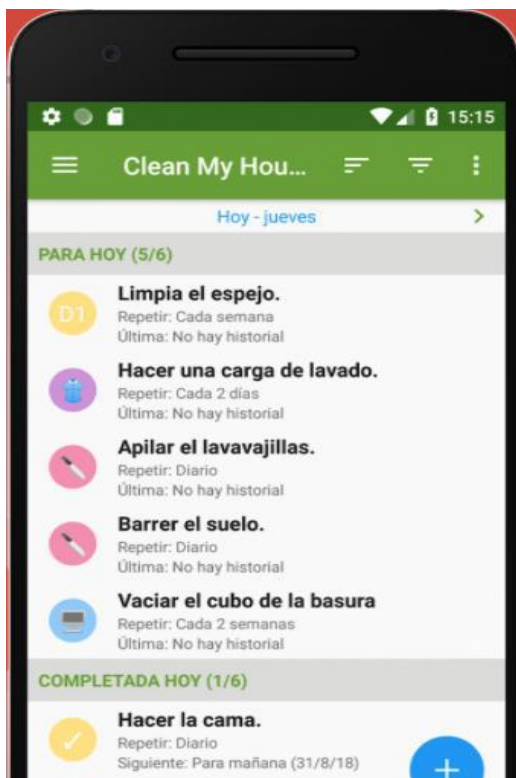 15:15
Clean My Hou...
Hoy - jueves
PARA HOY (5/6)
D1
Limpia el espejo.
Repetir: Cada semana
Última: No hay historial
Hacer una carga de lavado.
Repetir: Cada 2 días
Última: No hay historial
Apilar el lavavajillas.
Repetir: Diario
Última: No hay historial
Barrer el suelo.
Repetir: Diario
Última: No hay historial
Vaciar el cubo de la basura
Repetir: Cada 2 semanas
Última: No hay historial
COMPLETADA HOY (1/6)
Hacer la cama.
Repetir: Diario
Siguiente: Para mañana (31/8/18)